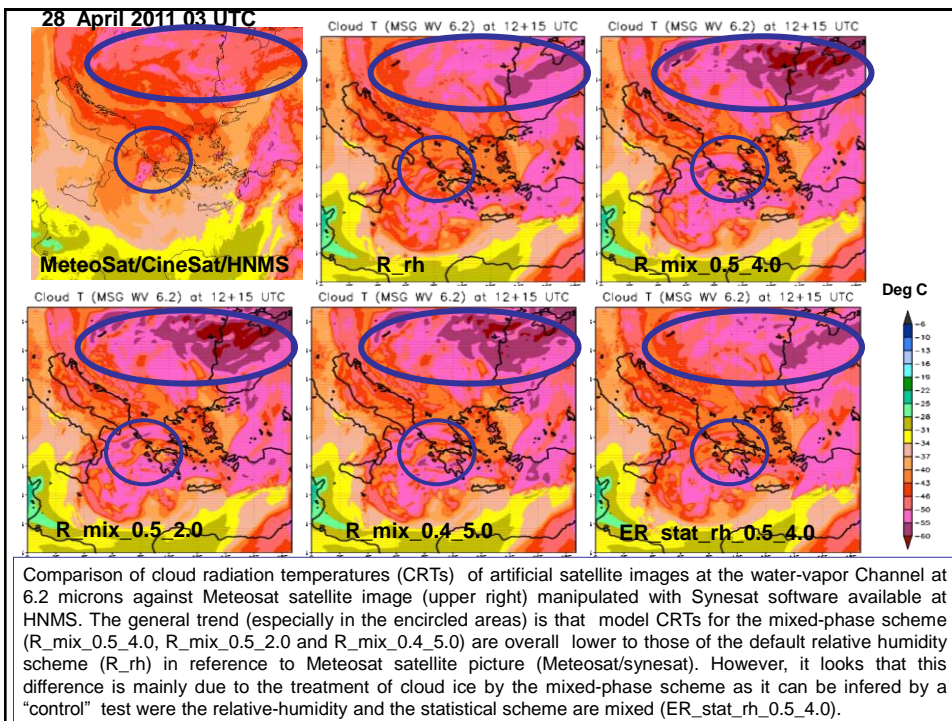 28 April 2011 03 UTC
Cloud T (MSG WV 6.2) at 12+15 UTC
Cloud T (MSG WV 6.2) at 12+15 UTC
MeteoSat/CineSat/HNMS
R_rh
R_mix_0.5_4.0
Cloud T (MSG WV 6.2) at 12+15 UTC
Cloud T (MSG WV 6.2) at 12+15 UTC
Cloud T (MSG WV 6.2) at 12+15 UTC
Deg C
-6
-10
-13
-16
-19
-22
-25
-28
-31
-34
-37
-40
-43
-46
-49
-52
-55
-60
R_mix_0.5_2.0
R_mix_0.4_5.0
ER_stat_rh_0.5_4.0
Comparison of cloud radiation temperatures (CRTs) of artificial satellite images at the water-vapor Channel at
6.2 microns against Meteosat satellite image (upper right) manipulated with Synesat software available at
HNMS. The general trend (especially in the encircled areas) is that model CRTs for the mixed-phase scheme
(R_mix_0.5_4.0, R_mix_0.5_2.0 and R_mix_0.4_5.0) are overall lower to those of the default relative humidity
scheme (R_rh) in reference to Meteosat satellite picture (Meteosat/synesat). However, it looks that this
difference is mainly due to the treatment of cloud ice by the mixed-phase scheme as it can be infered by a
“control” test were the relative-humidity and the statistical scheme are mixed (ER_stat_rh_0.5_4.0).